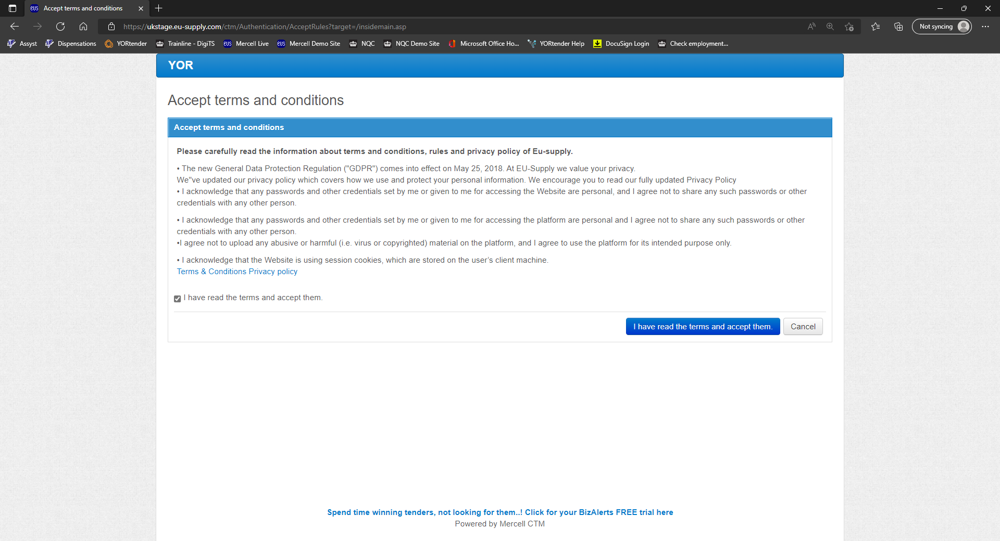 eus Accept terms and conditions
https://ukstage.eu-supply.com/ctm/Authentication/AcceptRules?target=/insidemain.asp
Not syncing
Assyst Dispensations YORtender Trainline - DigiTS eus Mercell Live eus Mercell Demo Site NQC NQC Demo Site Microsoft Office Ho... YORtender Help DocuSign Login Check employment...
YOR
Accept terms and conditions
Accept terms and conditions
Please carefully read the information about terms and conditions, rules and privacy policy of Eu-supply.
• The new General Data Protection Regulation ("GDPR") comes into effect on May 25, 2018. At EU-Supply we value your privacy.
We"ve updated our privacy policy which covers how we use and protect your personal information. We encourage you to read our fully updated Privacy Policy
• I acknowledge that any passwords and other credentials set by me or given to me for accessing the Website are personal, and I agree not to share any such passwords or other
credentials with any other person.
• I acknowledge that any passwords and other credentials set by me or given to me for accessing the platform are personal and I agree not to share any such passwords or other
credentials with any other person.
•I agree not to upload any abusive or harmful (i.e. virus or copyrighted) material on the platform, and I agree to use the platform for its intended purpose only.
• I acknowledge that the Website is using session cookies, which are stored on the user's client machine.
Terms & Conditions Privacy policy
I have read the terms and accept them.
I have read the terms and accept them. Cancel
Spend time winning tenders, not looking for them..! Click for your BizAlerts FREE trial here
Powered by Mercell CTM